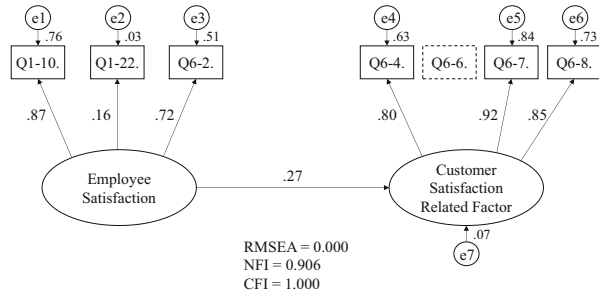 e1 e2 e3 e4 e5 e6
.76 .03 .51 .63 .84 .73
Q1-10. Q1-22. Q6-2. Q6-4. Q6-6. Q6-7. Q6-8.
.87 .16 .72 .80 .92 .85
Employee
Satisfaction
.27
Customer
Satisfaction
Related Factor
.07
e7
RMSEA = 0.000
NFI = 0.906
CFI = 1.000